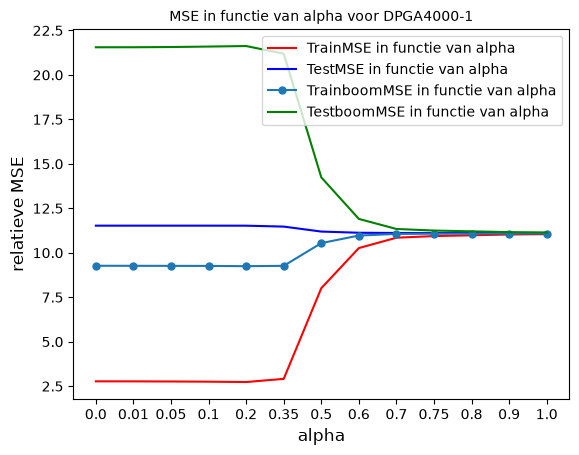 MSE in functie van alpha voor DPGA4000-1
TrainMSE in functie van alpha
TestMSE in functie van alpha
TrainboomMSE in functie van alpha
TestboomMSE in functie van alpha
relatieve MSE
22.5
20.0
17.5
15.0
12.5
10.0
7.5
5.0
2.5
0.0 0.01 0.05 0.1 0.2 0.35 0.5 0.6 0.7 0.75 0.8 0.9 1.0
alpha